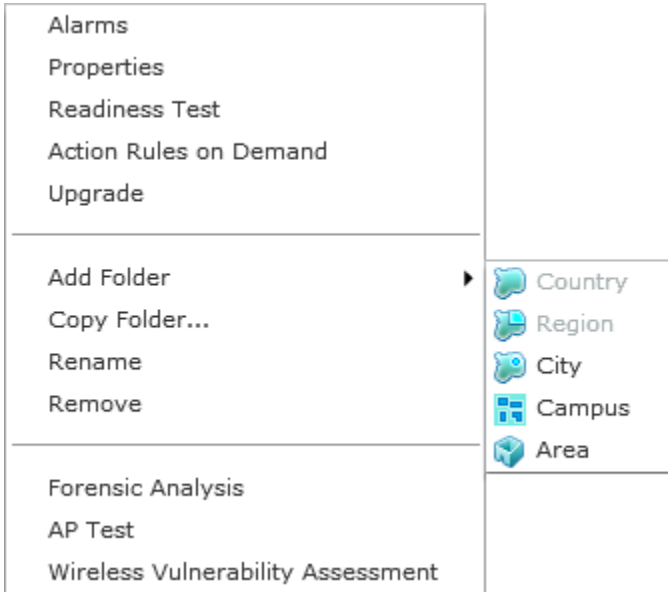 Alarms
Properties
Readiness Test
Action Rules on Demand
Upgrade
Add Folder
Country
Region
City
Campus
Area
Copy Folder...
Rename
Remove
Forensic Analysis
AP Test
Wireless Vulnerability Assessment